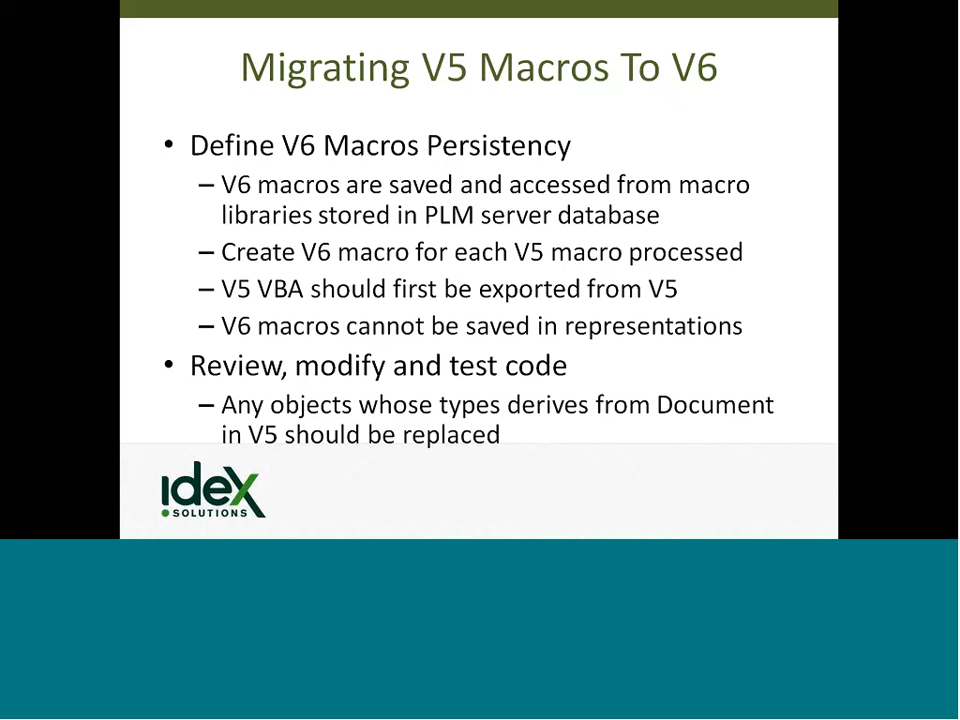 Migrating V5 Macros To V6
• Define V6 Macros Persistency
– V6 macros are saved and accessed from macro
libraries stored in PLM server database
– Create V6 macro for each V5 macro processed
– V5 VBA should first be exported from V5
– V6 macros cannot be saved in representations
• Review, modify and test code
– Any objects whose types derives from Document
in V5 should be replaced
idex
SOLUTIONS